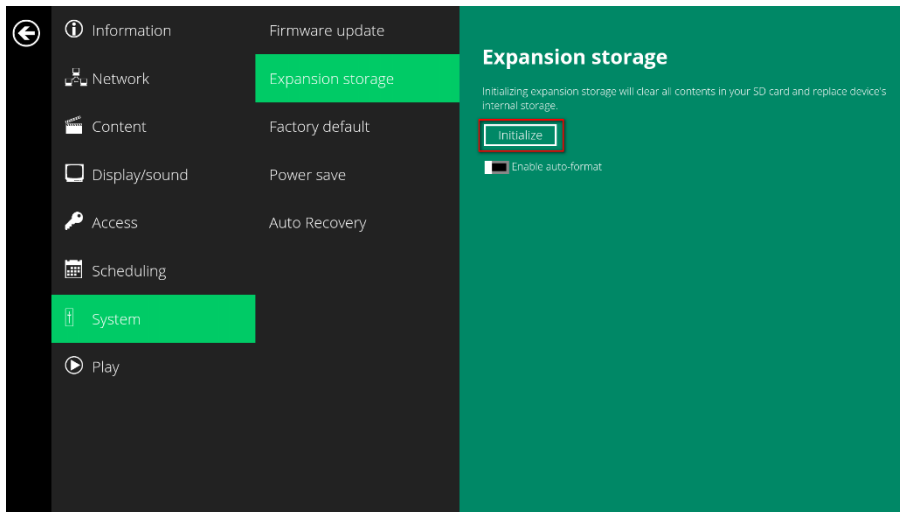 Information
Network
Content
Display/sound
Access
Scheduling
System
Play
Firmware update
Expansion storage
Factory default
Power save
Auto Recovery
Expansion storage
Initializing expansion storage will clear all contents in your SD card and replace device's
internal storage.
Initialize
Enable auto-format